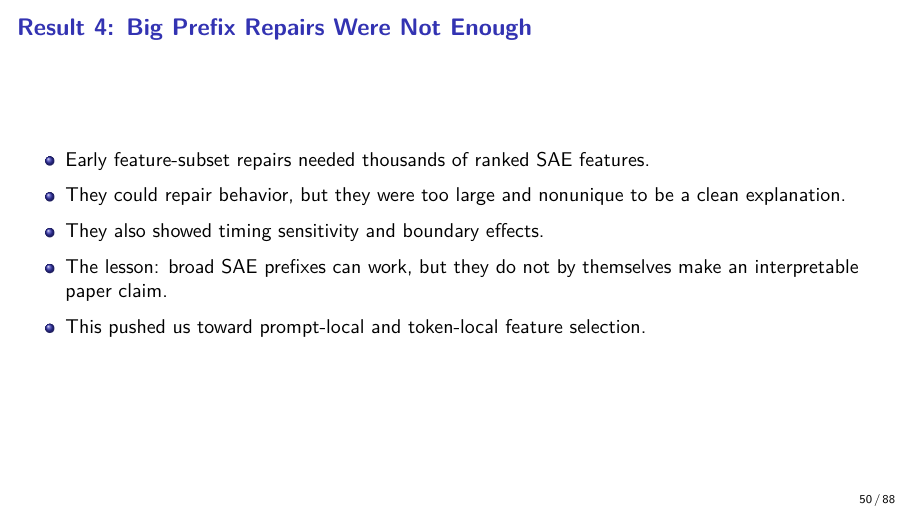 Result 4: Big Prefix Repairs Were Not Enough
Early feature-subset repairs needed thousands of ranked SAE features.
They could repair behavior, but they were too large and nonunique to be a clean explanation.
They also showed timing sensitivity and boundary effects.
The lesson: broad SAE prefixes can work, but they do not by themselves make an interpretable
paper claim.
This pushed us toward prompt-local and token-local feature selection.
50 / 88